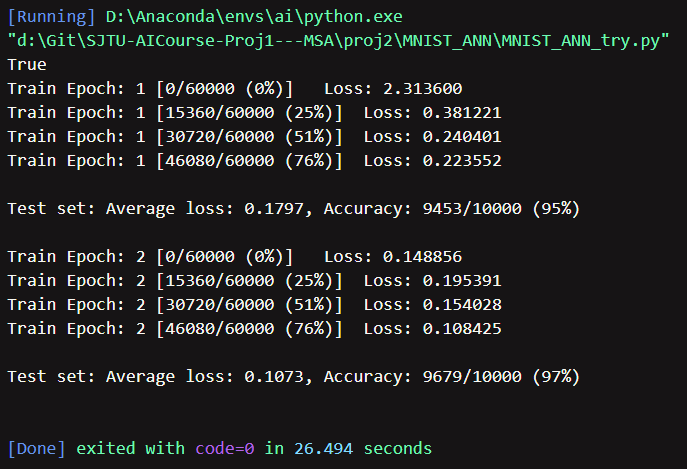 [Running] D:\Anaconda\envs\ai\python.exe
"d:\Git\SJTU-AICourse-Proj1---MSA\proj2\MNIST_ANN\MNIST_ANN_try.py"
True
Train Epoch: 1 [0/60000 (0%)]	Loss: 2.313600
Train Epoch: 1 [15360/60000 (25%)]	Loss: 0.381221
Train Epoch: 1 [30720/60000 (51%)]	Loss: 0.240401
Train Epoch: 1 [46080/60000 (76%)]	Loss: 0.223552
Test set: Average loss: 0.1797, Accuracy: 9453/10000 (95%)
Train Epoch: 2 [0/60000 (0%)]	Loss: 0.148856
Train Epoch: 2 [15360/60000 (25%)]	Loss: 0.195391
Train Epoch: 2 [30720/60000 (51%)]	Loss: 0.154028
Train Epoch: 2 [46080/60000 (76%)]	Loss: 0.108425
Test set: Average loss: 0.1073, Accuracy: 9679/10000 (97%)
[Done] exited with code=0 in 26.494 seconds